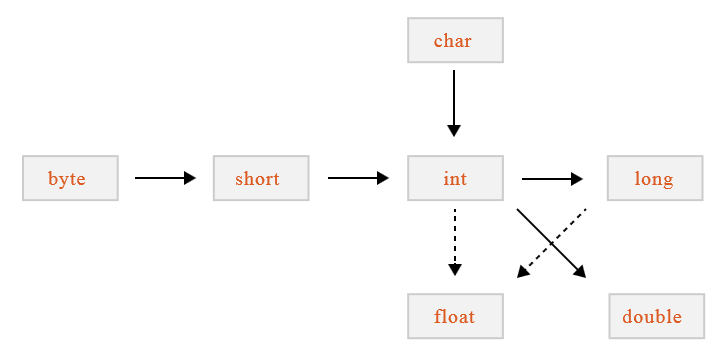 char
byte
short
int
long
float
double